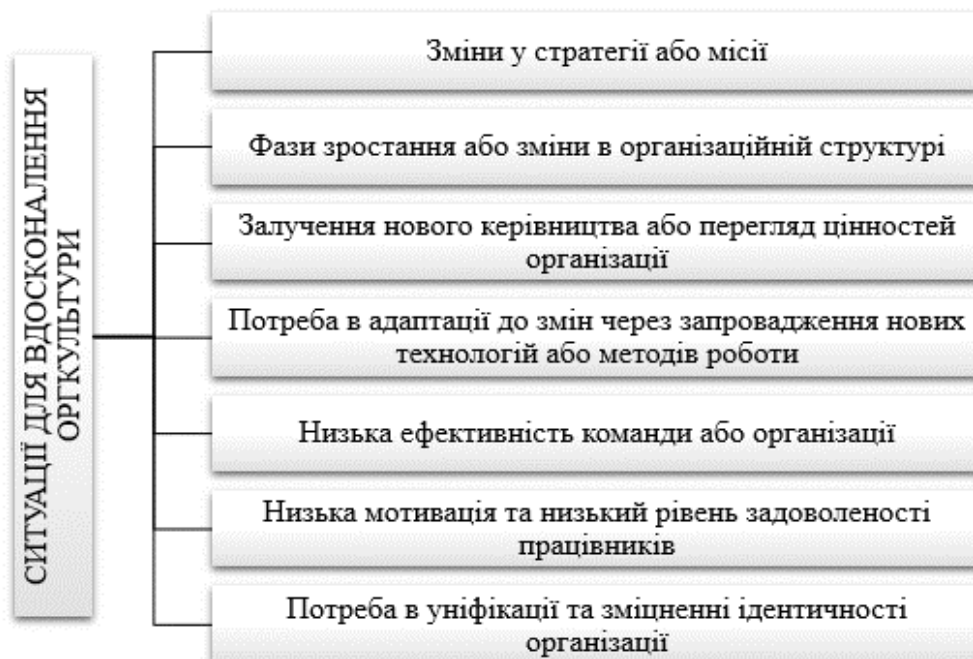 СИТУАЦІЇ ДЛЯ ВДОСКОНАЛЕННЯ
ОРГКУЛЬТУРИ
Зміни у стратегії або місії
Фази зростання або зміни в організаційній структурі
Залучення нового керівництва або перегляд цінностей
організації
Потреба в адаптації до змін через запровадження нових
технологій або методів роботи
Низька ефективність команди або організації
Низька мотивація та низький рівень задоволеності
працівників
Потреба в уніфікації та зміцненні ідентичності
організації